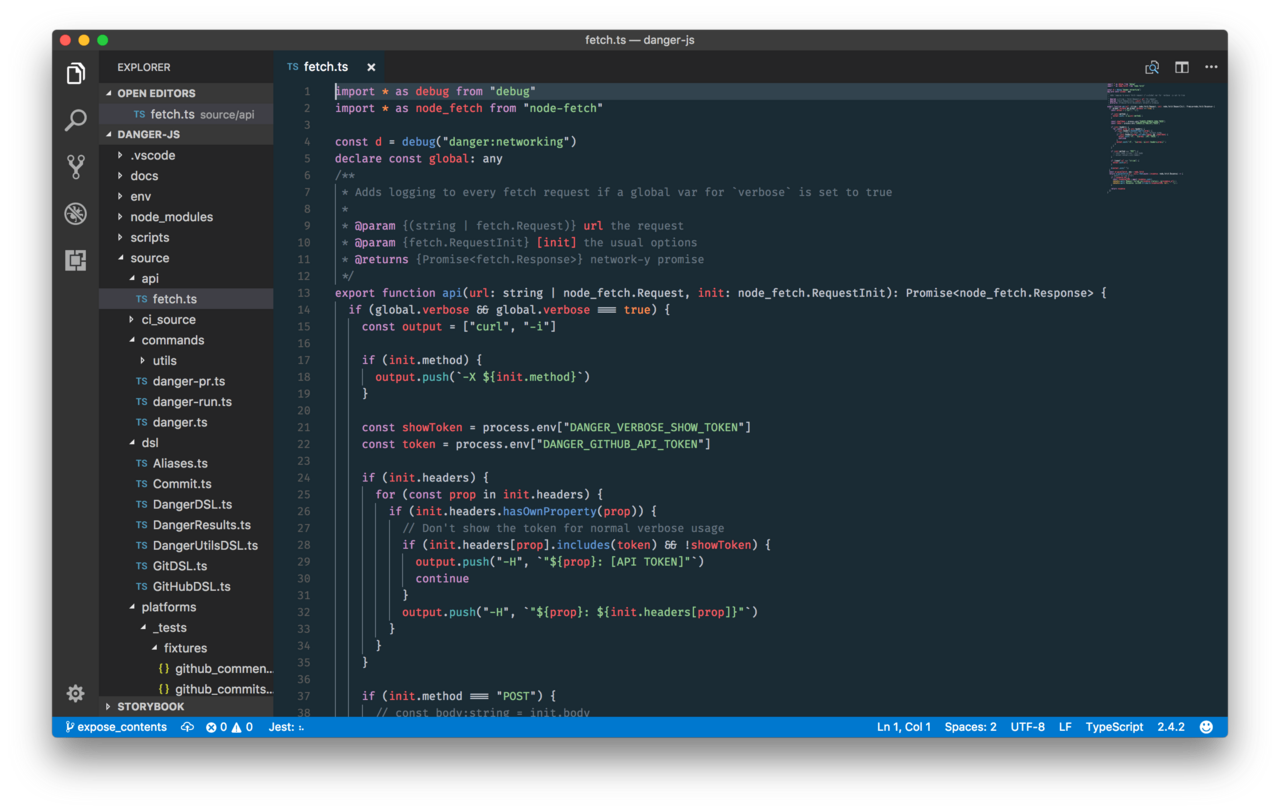 fetch.ts — danger-js
EXPLORER
OPEN EDITORS
TS fetch.ts source/api
DANGER-JS
.vscode
docs
env
node_modules
scripts
source
api
TS fetch.ts
ci_source
commands
utils
TS danger-pr.ts
TS danger-run.ts
TS danger.ts
dsl
TS Aliases.ts
TS Commit.ts
TS DangerDSL.ts
TS DangerResults.ts
TS DangerUtilsDSL.ts
TS GitDSL.ts
TS GitHubDSL.ts
platforms
_tests
fixtures
{} github_commen...
{} github_commits...
STORYBOOK
TS fetch.ts ×
1 import * as debug from "debug"
2 import * as node_fetch from "node-fetch"
3
4 const d = debug("danger:networking")
5 declare const global: any
6 /**
7 * Adds logging to every fetch request if a global var for `verbose` is set to true
8 *
9 * @param {(string | fetch.Request)} url the request
10 * @param {fetch.RequestInit} [init] the usual options
11 * @returns {Promise<fetch.Response>} network-y promise
12 */
13 export function api(url: string | node_fetch.Request, init: node_fetch.RequestInit): Promise<node_fetch.Response> {
14 if (global.verbose && global.verbose === true) {
15 const output = ["curl", "-i"]
16
17 if (init.method) {
18 output.push(`-X ${init.method}`)
19 }
20
21 const showToken = process.env["DANGER_VERBOSE_SHOW_TOKEN"]
22 const token = process.env["DANGER_GITHUB_API_TOKEN"]
23
24 if (init.headers) {
25 for (const prop in init.headers) {
26 if (init.headers.hasOwnProperty(prop)) {
27 // Don't show the token for normal verbose usage
28 if (init.headers[prop].includes(token) && !showToken) {
29 output.push("-H", `"${prop}: [API TOKEN]"`)
30 continue
31 }
32 output.push("-H", `"${prop}: ${init.headers[prop]}"`)
33 }
34 }
35 }
36
37 if (init.method === "POST") {
38 // const body:string = init.body
expose_contents 0 0 Jest: Ln 1, Col 1 Spaces: 2 UTF-8 LF TypeScript 2.4.2